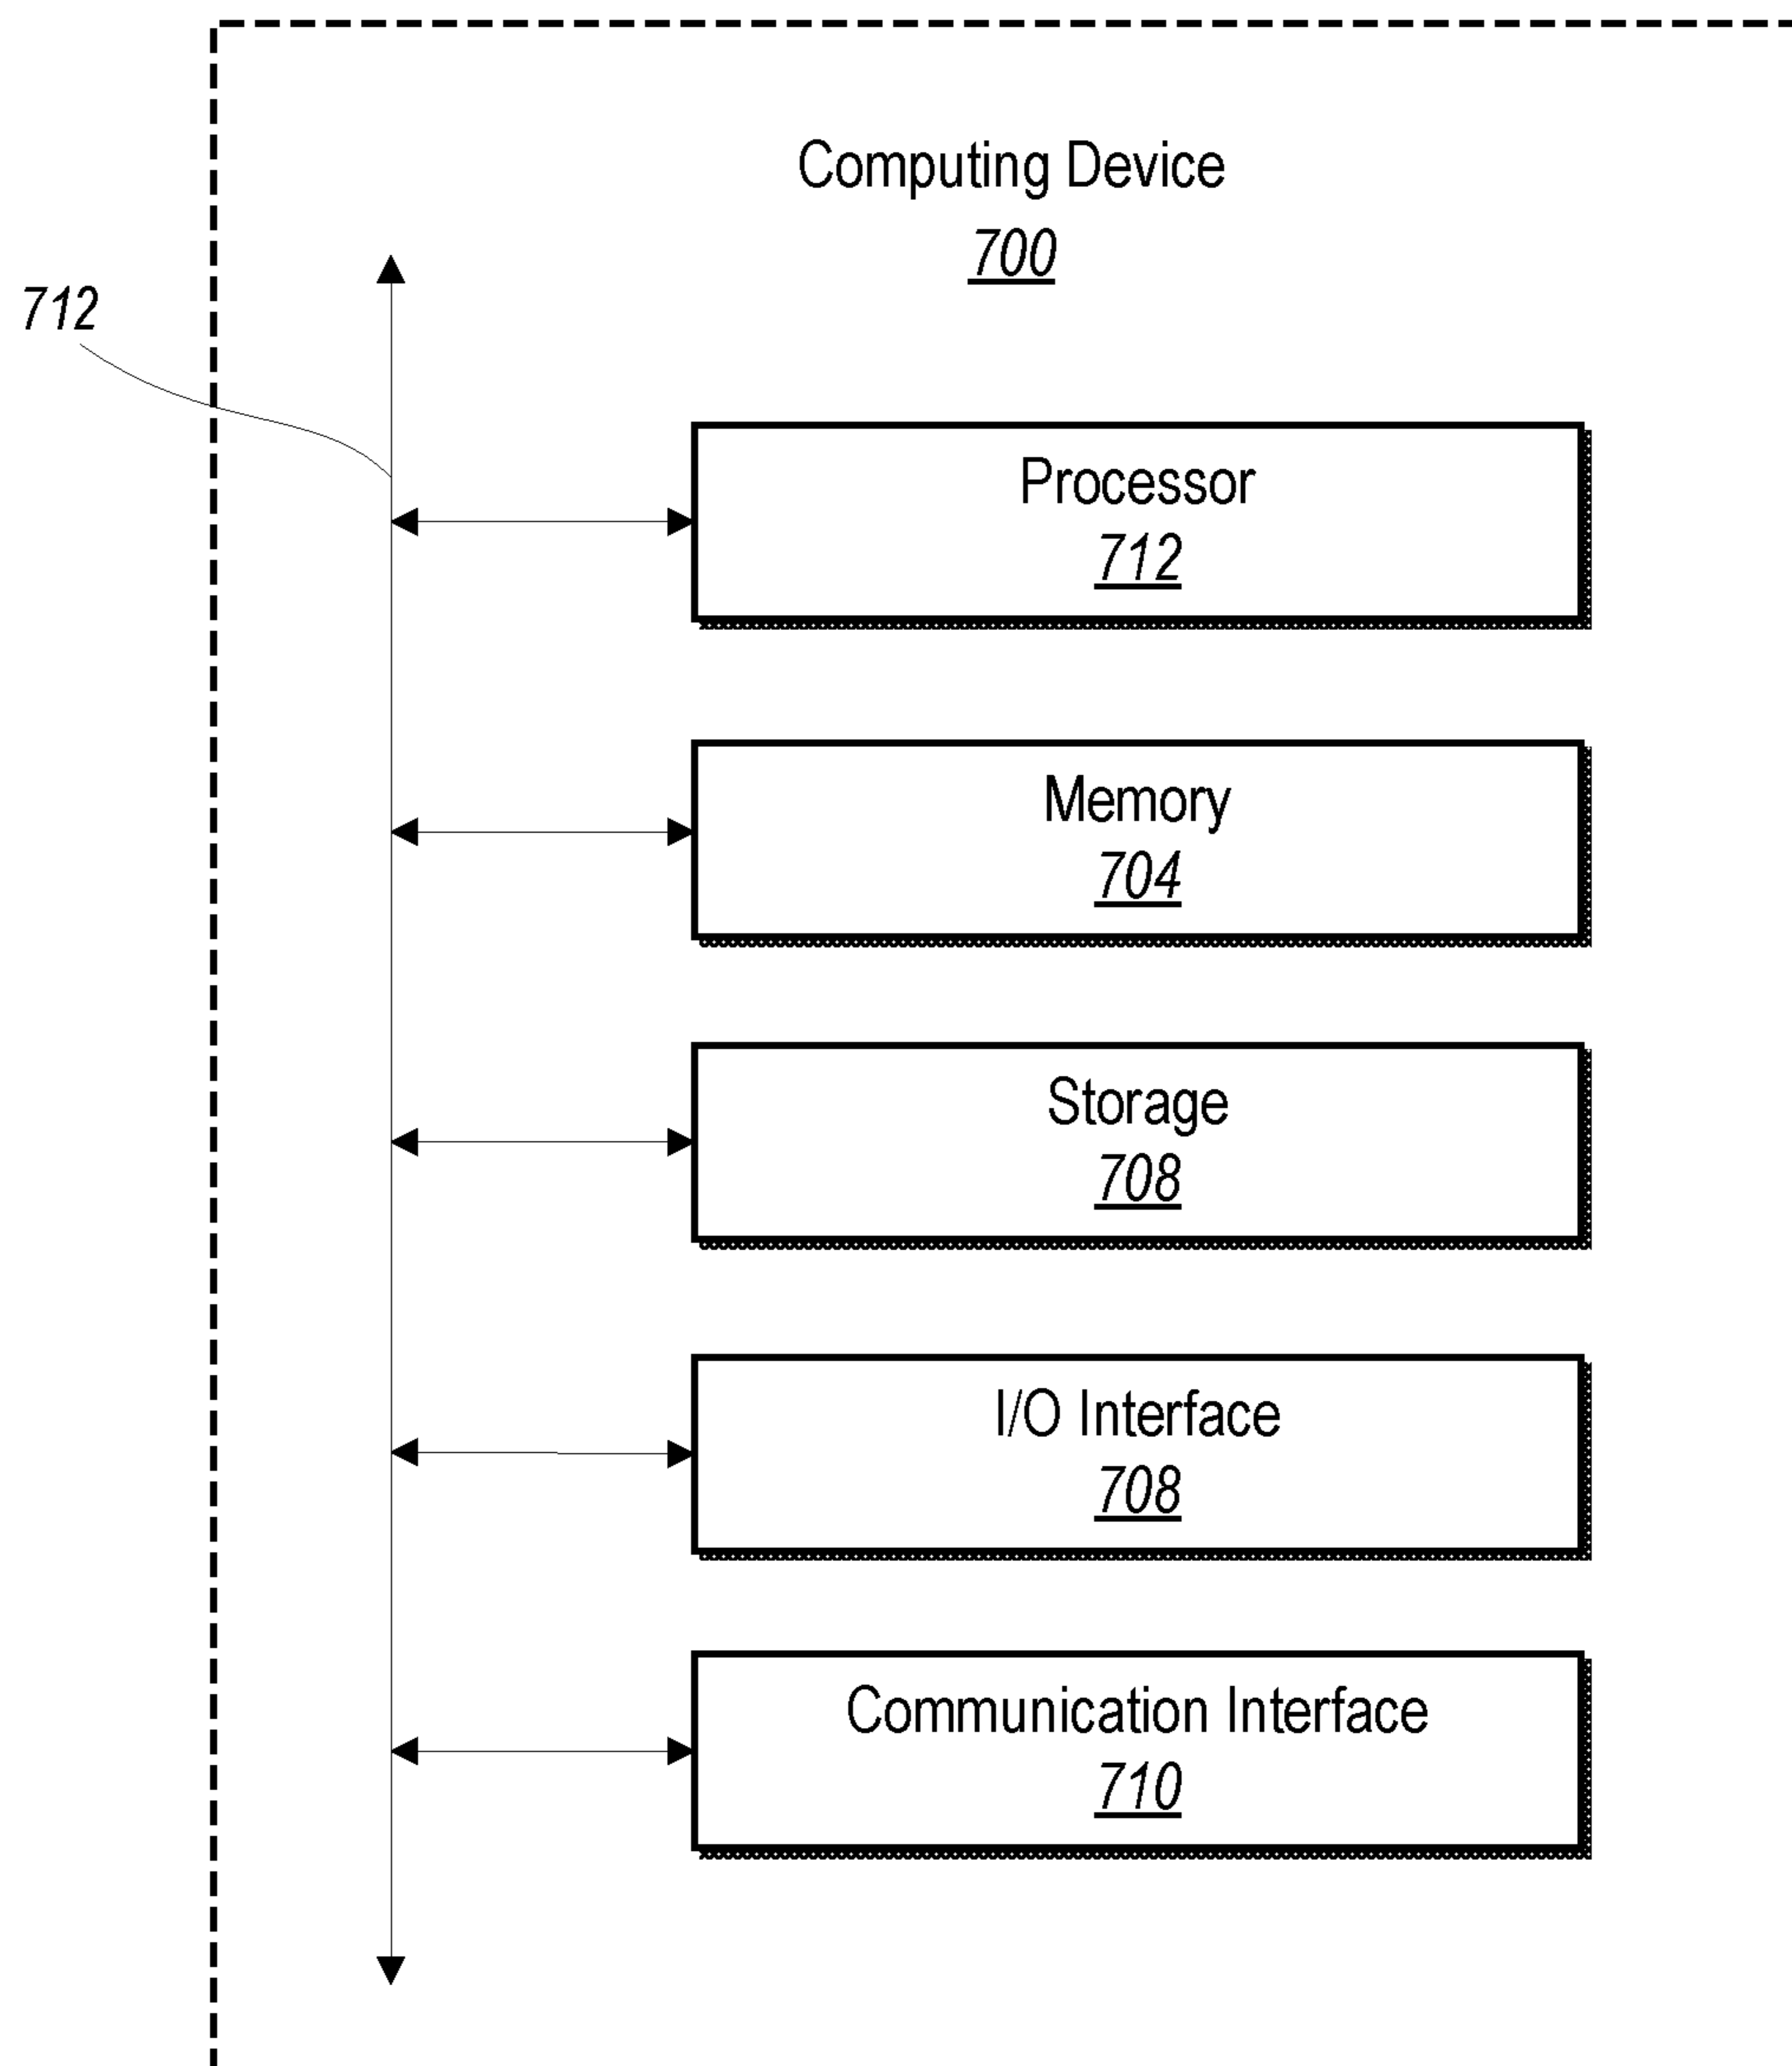 Computing Device
700
712
Processor
712
Memory
704
Storage
708
I/O Interface
708
Communication Interface
710